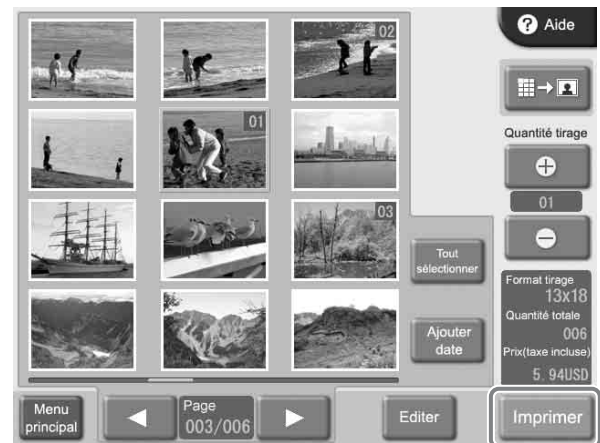 02
01
03
Tout
sélectionner
Ajouter
date
? Aide
Quantité tirage
01
Format tirage
13x18
Quantité totale
006
Prix(taxe incluse)
5.94USD
Menu
principal
Page
003/006
Editer
Imprimer